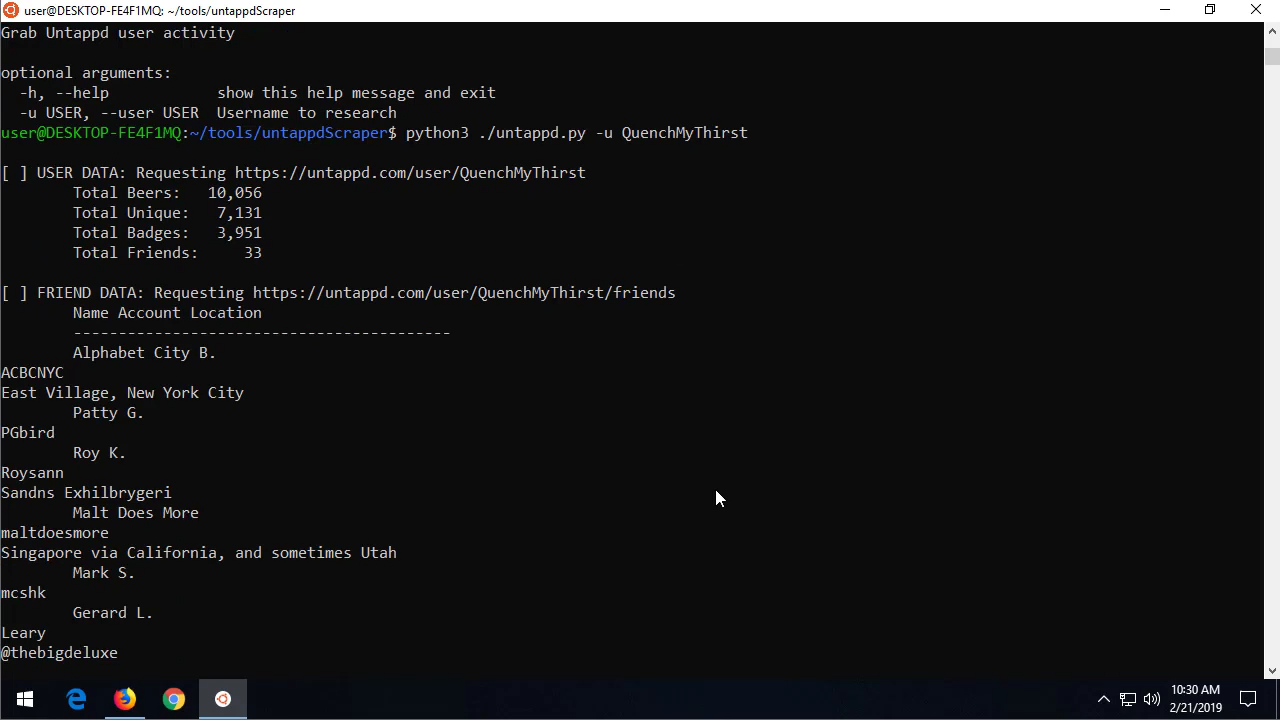 user@DESKTOP-FE4F1MQ: ~/tools/untappdScraper
Grab Untappd user activity
optional arguments:
-h, --help show this help message and exit
-u USER, --user USER Username to research
user@DESKTOP-FE4F1MQ:~/tools/untappdScraper$ python3 ./untappd.py -u QuenchMyThirst
[ ] USER DATA: Requesting https://untappd.com/user/QuenchMyThirst
Total Beers: 10,056
Total Unique: 7,131
Total Badges: 3,951
Total Friends: 33
[ ] FRIEND DATA: Requesting https://untappd.com/user/QuenchMyThirst/friends
Name Account Location
------------------------------------------
Alphabet City B.
ACBCNYC
East Village, New York City
Patty G.
PGbird
Roy K.
Roysann
Sandns Exhilbrygeri
Malt Does More
maltdoesmore
Singapore via California, and sometimes Utah
Mark S.
mcshk
Gerard L.
Leary
@thebigdeluxe
10:30 AM
2/21/2019